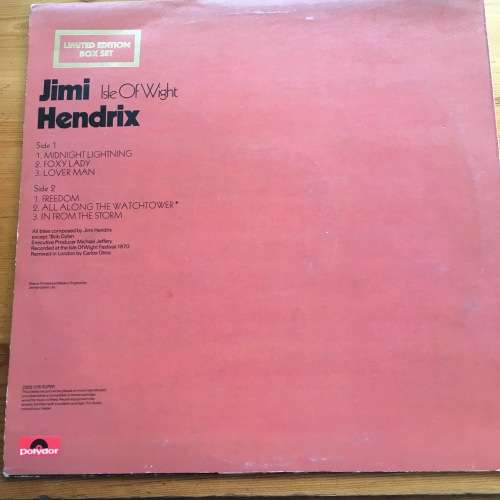 LIMITED EDITION
BOX SET
Jimi Isle Of Wight
Hendrix
Side 1
1. MIDNIGHT LIGHTNING
2. FOXY LADY
3. LOVER MAN
Side 2
1. FREEDOM
2. ALL ALONG THE WATCHTOWER*
3. IN FROM THE STORM
All titles composed by Jimi Hendrix
except *Bob Dylan
Executive Producer Michael Jeffery
Recorded at the Isle Of Wight Festival 1970
Remixed in London by Carlos Olms
Polydor